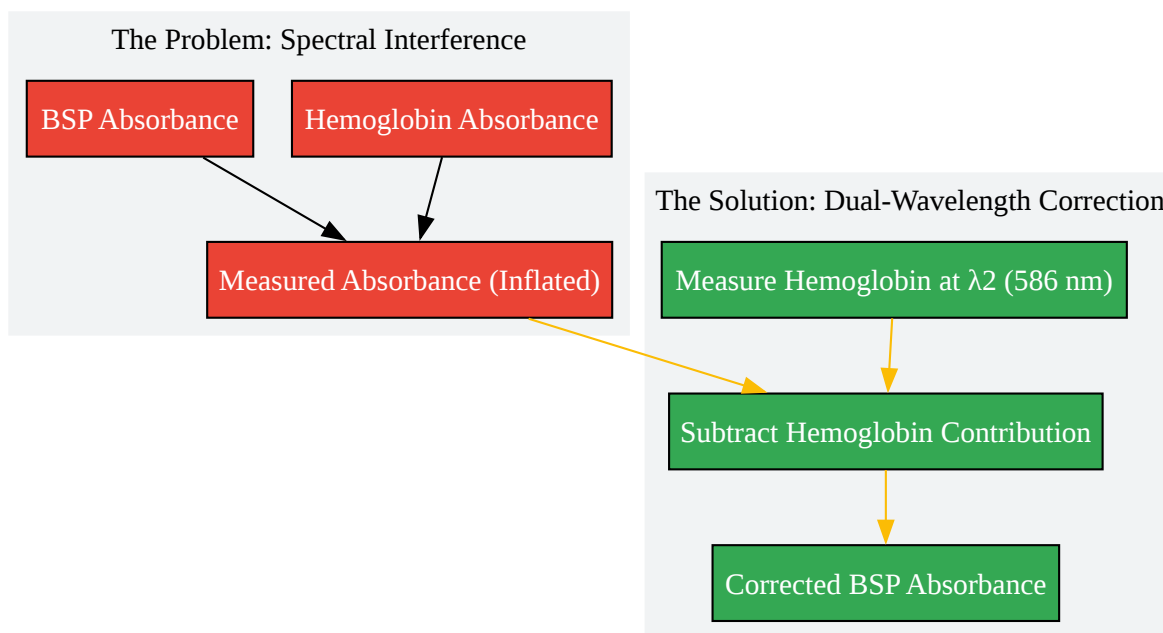 The Problem: Spectral Interference
BSP Absorbance
Hemoglobin Absorbance
Measured Absorbance (Inflated)
The Solution: Dual-Wavelength Correction
Measure Hemoglobin at λ2 (586 nm)
Subtract Hemoglobin Contribution
Corrected BSP Absorbance